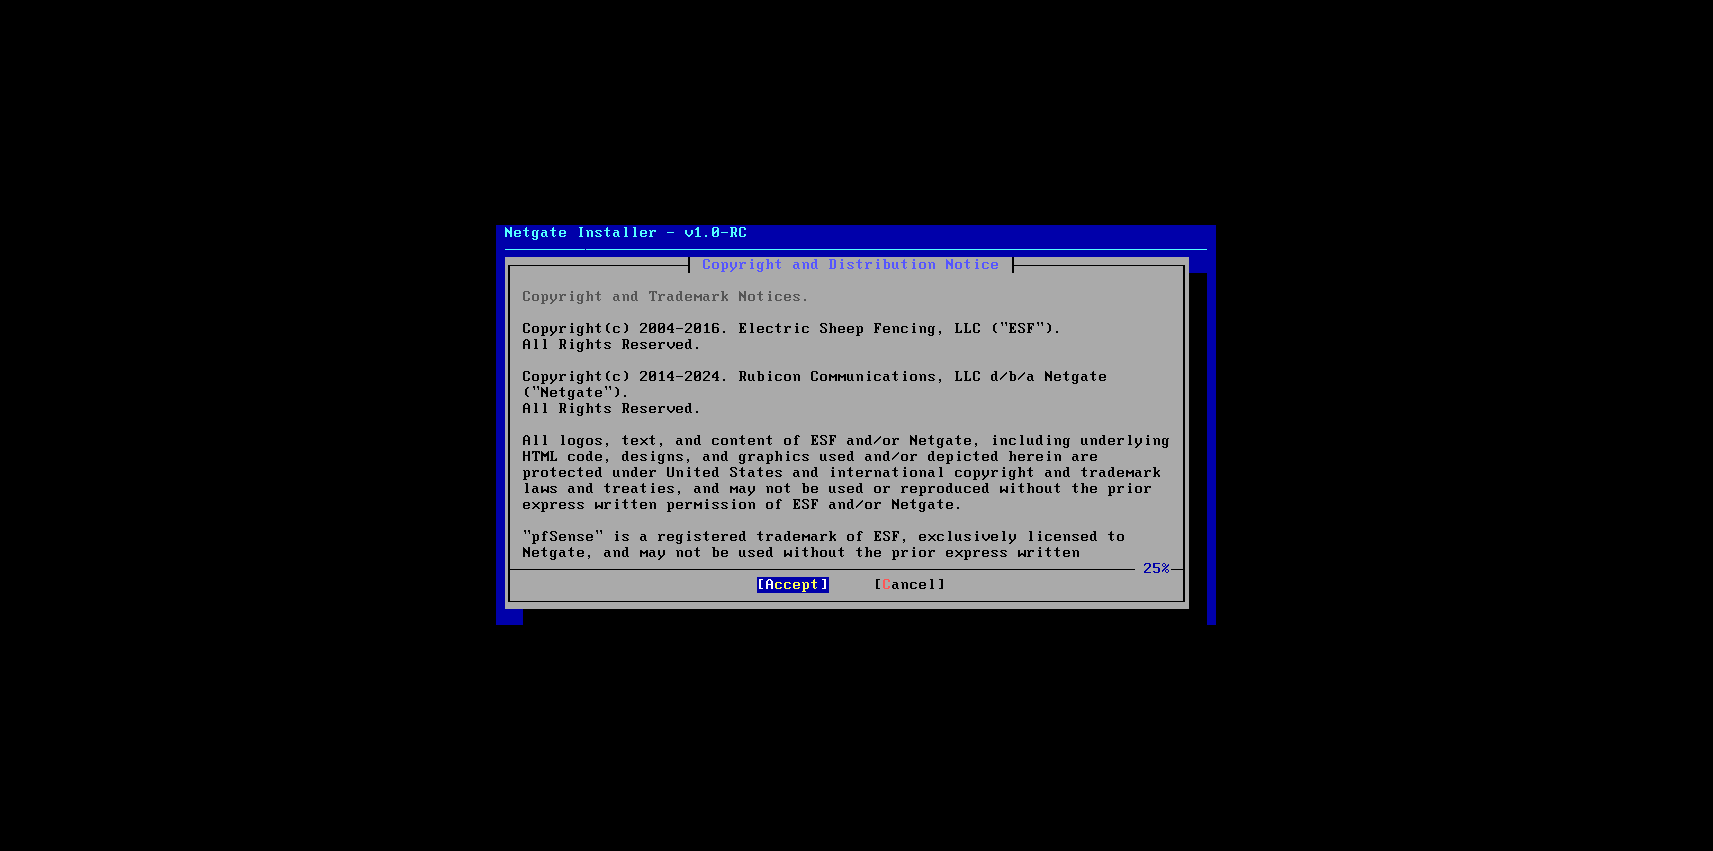 Netgate Installer - v1.0-RC
Copyright and Distribution Notice
Copyright and Trademark Notices.
Copyright(c) 2004-2016. Electric Sheep Fencing, LLC ("ESF").
All Rights Reserved.
Copyright(c) 2014-2024. Rubicon Communications, LLC d/b/a Netgate
("Netgate").
All Rights Reserved.
All logos, text, and content of ESF and/or Netgate, including underlying
HTML code, designs, and graphics used and/or depicted herein are
protected under United States and international copyright and trademark
laws and treaties, and may not be used or reproduced without the prior
express written permission of ESF and/or Netgate.
"pfSense" is a registered trademark of ESF, exclusively licensed to
Netgate, and may not be used without the prior express written
25%
[Accept] [Cancel]